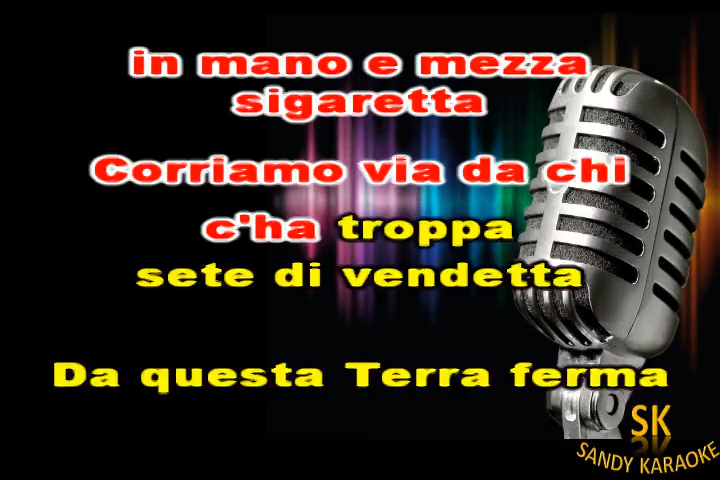 in mano e mezza
sigaretta
Corriamo via da chi
c'ha troppa
sete di vendetta
Da questa Terra ferma
SK
SANDY KARAOKE